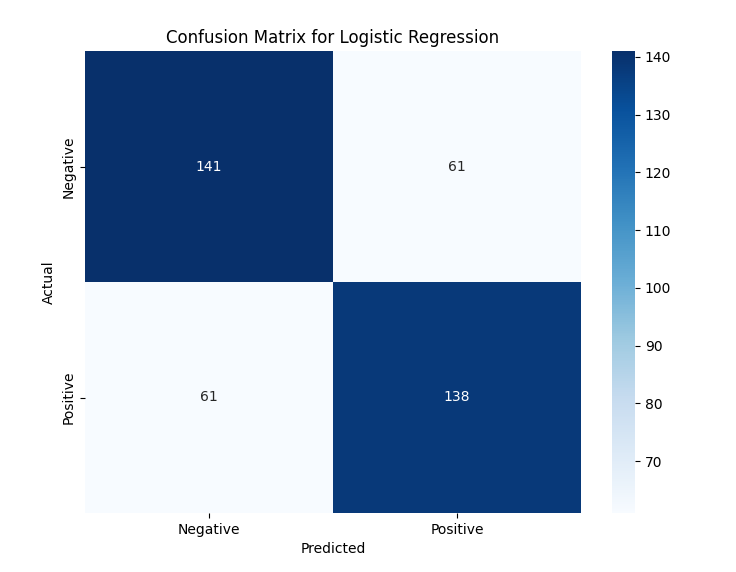 Confusion Matrix for Logistic Regression
Actual
Negative
Positive
141
61
61
138
Negative
Positive
Predicted
140
130
120
110
100
90
80
70